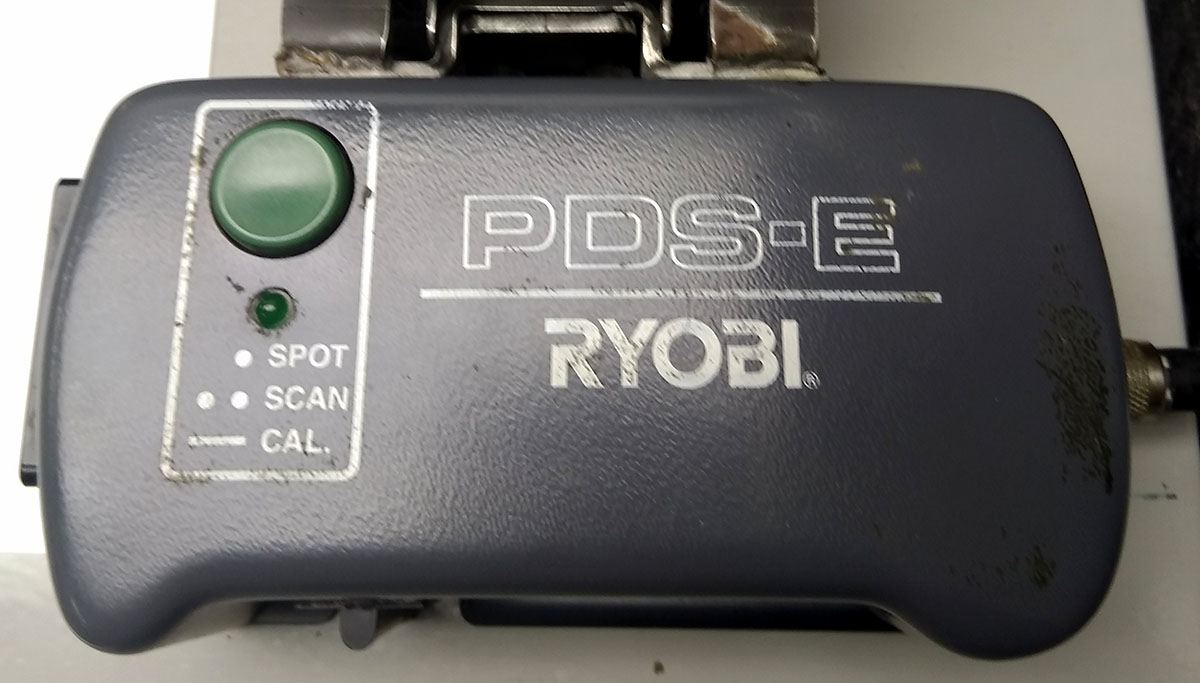 PDS-E
RYOBI®
SPOT
SCAN
CAL.